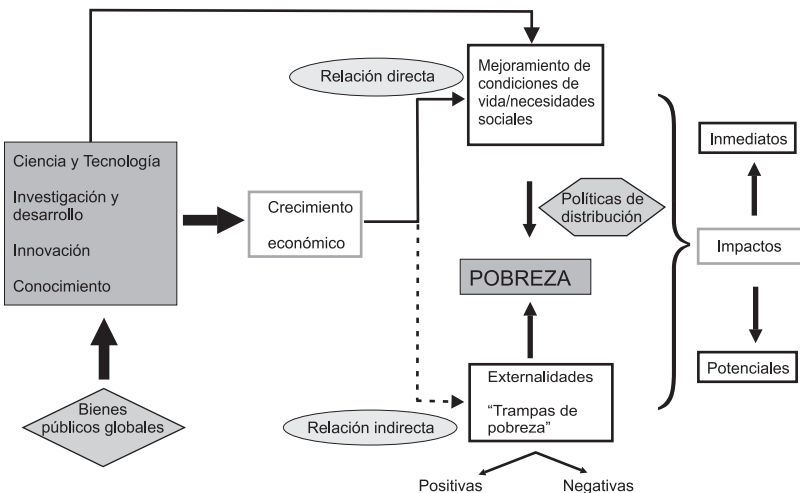 Relación directa
Mejoramiento de
condiciones de
vida/necesidades
sociales
Ciencia y Tecnología
Investigación y
desarrollo
Innovación
Conocimiento
Crecimiento
económico
Políticas de
distribución
Inmediatos
Impactos
Potenciales
POBREZA
Bienes
públicos globales
Relación indirecta
Externalidades
“Trampas de
pobreza”
Positivas
Negativas